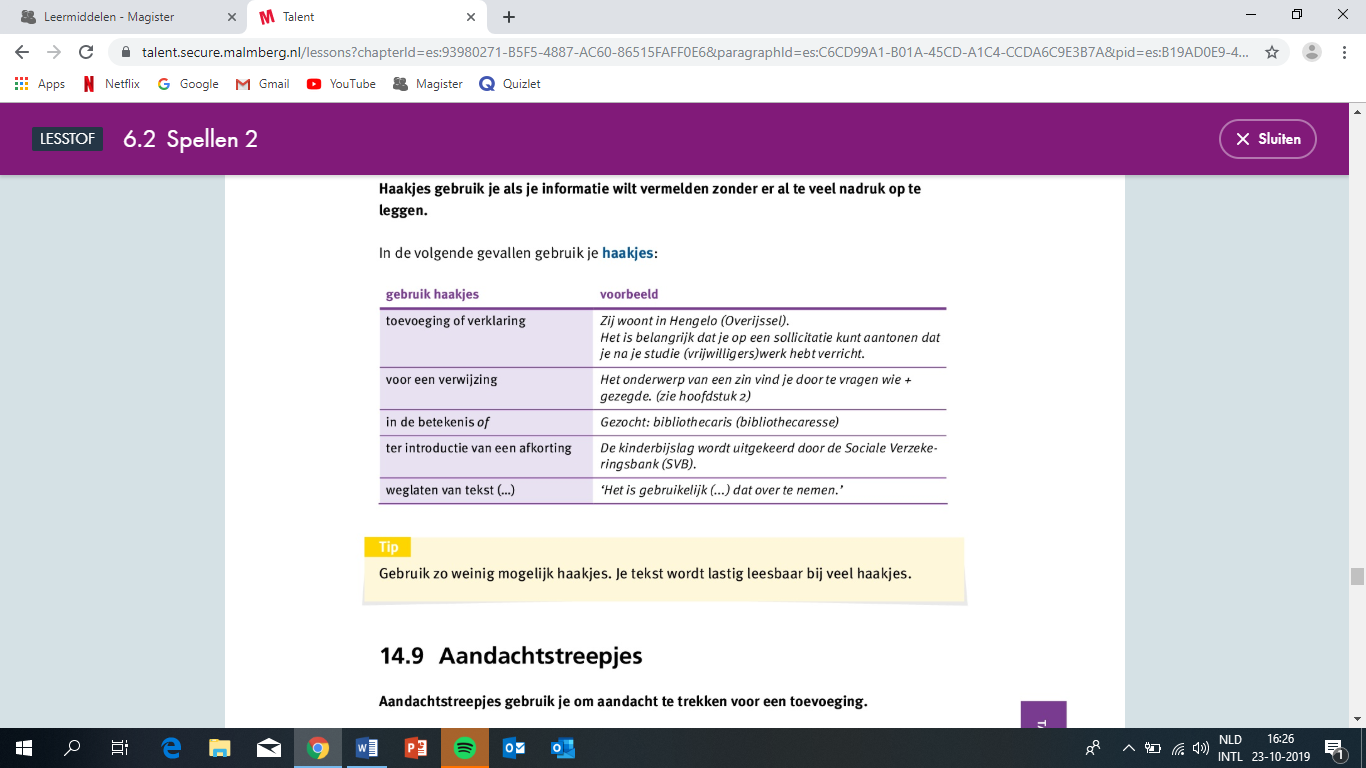 Leermiddelen - Magister
Talent
talent.secure.malmberg.nl/lessons?chapterId=es:93980271-B5F5-4887-AC60-86515FAFF0E6&paragraphId=es:C6CD99A1-B01A-45CD-A1C4-CCDA6C9E3B7A&pid=es:B19AD0E9-4...
Apps Netflix Google Gmail YouTube Magister Quizlet
LESSTOF 6.2 Spellen 2 Sluiten
Haakjes gebruik je als je informatie wilt vermelden zonder er al te veel nadruk op te
leggen.
In de volgende gevallen gebruik je haakjes:
gebruik haakjes voorbeeld
toevoeging of verklaring Zij woont in Hengelo (Overijssel).
Het is belangrijk dat je op een sollicitatie kunt aantonen dat
je na je studie (vrijwilligers)werk hebt verricht.
voor een verwijzing Het onderwerp van een zin vind je door te vragen wie +
gezegde. (zie hoofdstuk 2)
in de betekenis of Gezocht: bibliothecaris (bibliothecaresse)
ter introductie van een afkorting De kinderbijslag wordt uitgekeerd door de Sociale Verzeke-
ringsbank (SVB).
weglaten van tekst (...) ‘Het is gebruikelijk (...) dat over te nemen.’
Tip
Gebruik zo weinig mogelijk haakjes. Je tekst wordt lastig leesbaar bij veel haakjes.
14.9 Aandachtstreepjes
Aandachtstreepjes gebruik je om aandacht te trekken voor een toevoeging.
NLD 16:26
INTL 23-10-2019 1